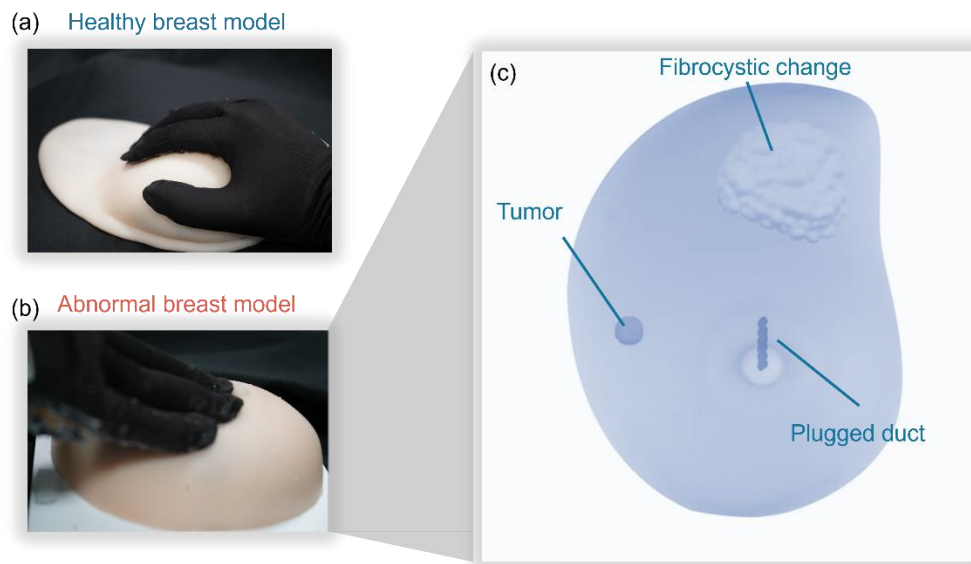 (a) Healthy breast model
(b) Abnormal breast model
(c)
Fibrocystic change
Tumor
Plugged duct